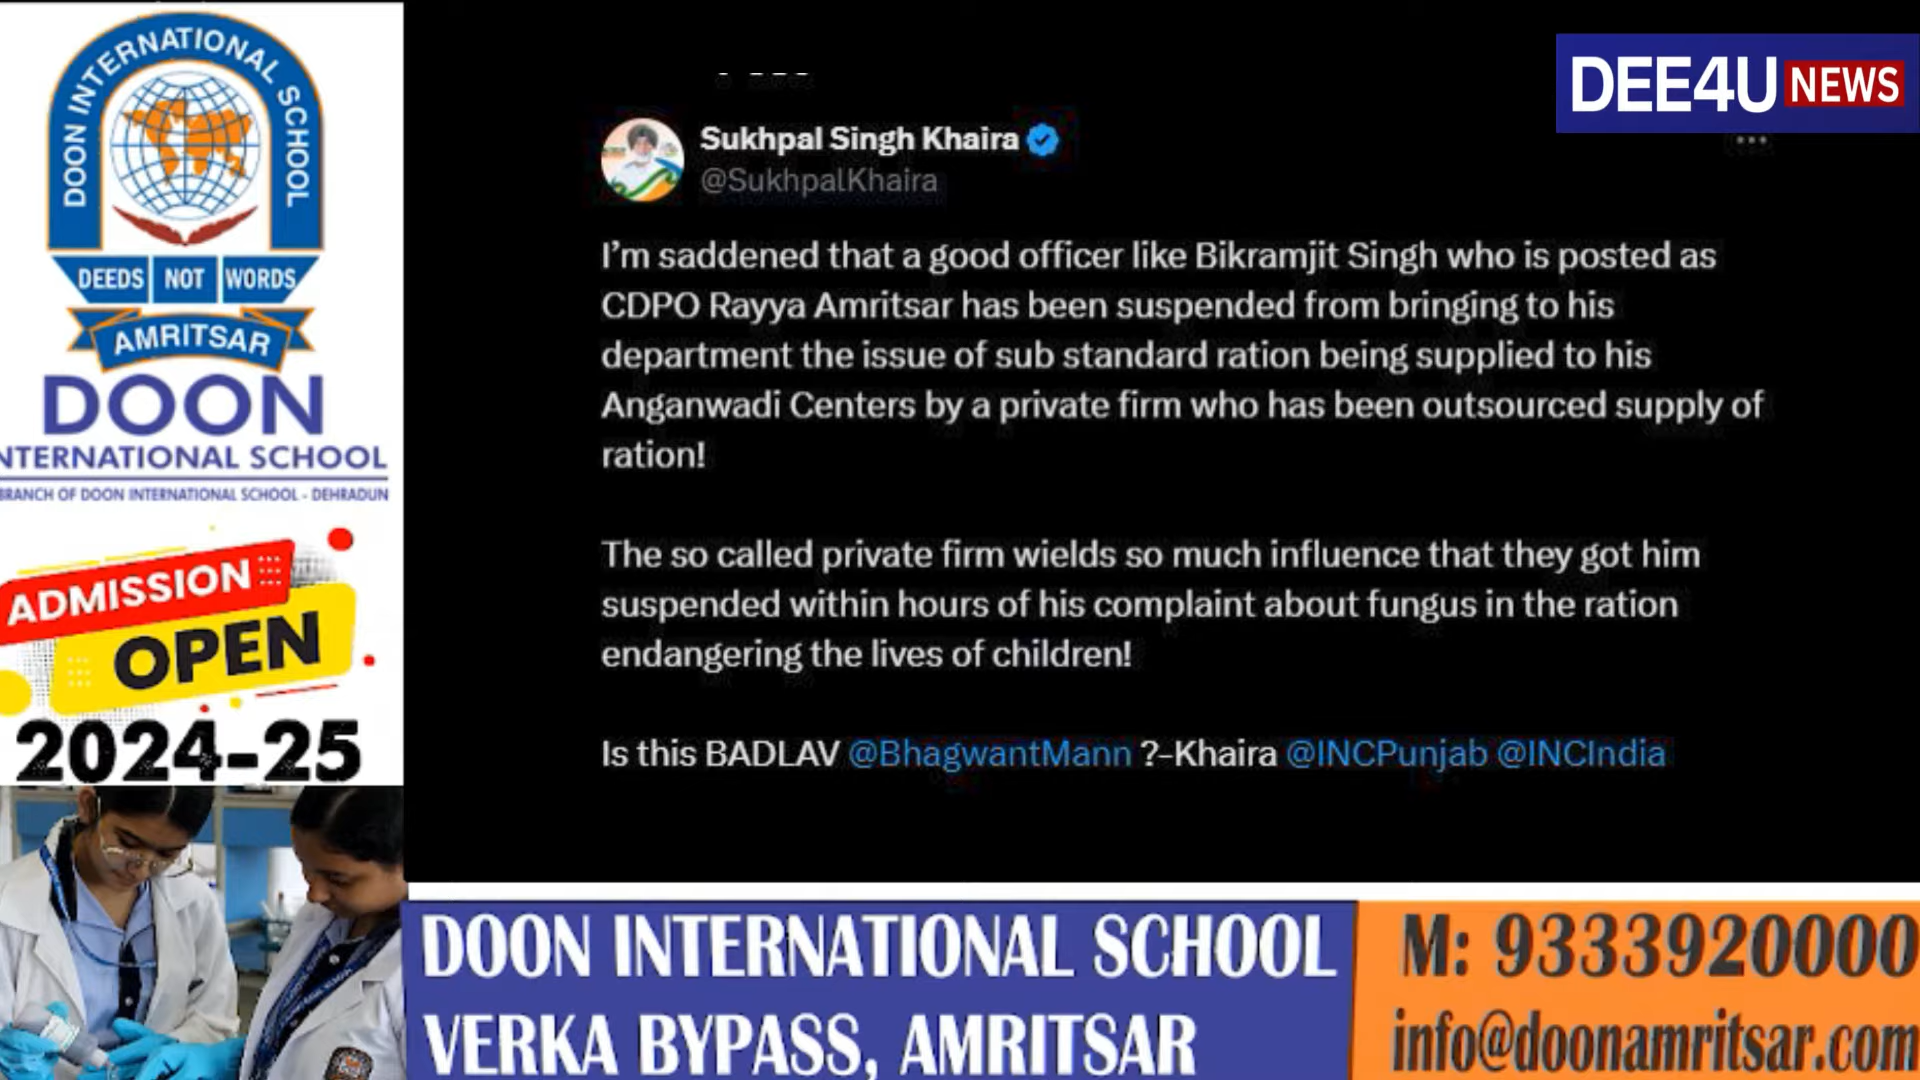 DOON INTERNATIONAL SCHOOL
DEEDS NOT WORDS
AMRITSAR
DOON
NTERNATIONAL SCHOOL
BRANCH OF DOON INTERNATIONAL SCHOOL - DEHRADUN
ADMISSION
OPEN
2024-25
DEE4U NEWS
Sukhpal Singh Khaira
@SukhpalKhaira
I'm saddened that a good officer like Bikramjit Singh who is posted as
CDPO Rayya Amritsar has been suspended from bringing to his
department the issue of sub standard ration being supplied to his
Anganwadi Centers by a private firm who has been outsourced supply of
ration!
The so called private firm wields so much influence that they got him
suspended within hours of his complaint about fungus in the ration
endangering the lives of children!
Is this BADLAV @BhagwantMann ?-Khaira @INCPunjab @INCIndia
DOON INTERNATIONAL SCHOOL
VERKA BYPASS, AMRITSAR
M: 9333920000
info@doonamritsar.com